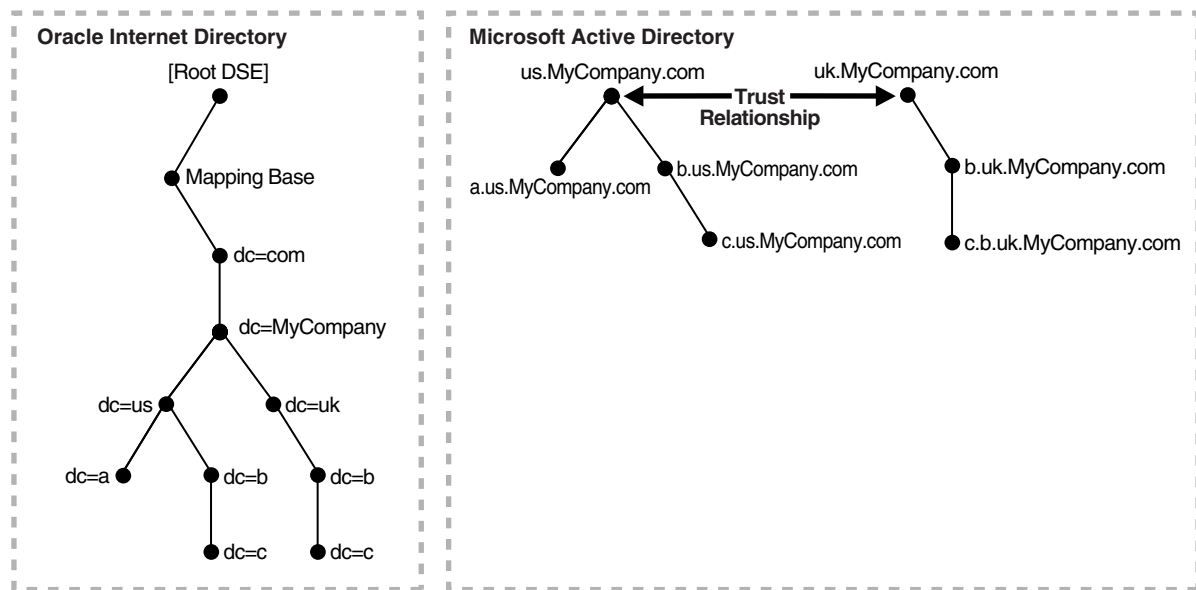 Oracle Internet Directory
[Root DSE]
Mapping Base
dc=com
dc=MyCompany
dc=us
dc=uk
dc=a
dc=b
dc=b
dc=c
dc=c
Microsoft Active Directory
us.MyCompany.com
uk.MyCompany.com
Trust
Relationship
a.us.MyCompany.com
b.us.MyCompany.com
b.uk.MyCompany.com
c.us.MyCompany.com
c.b.uk.MyCompany.com